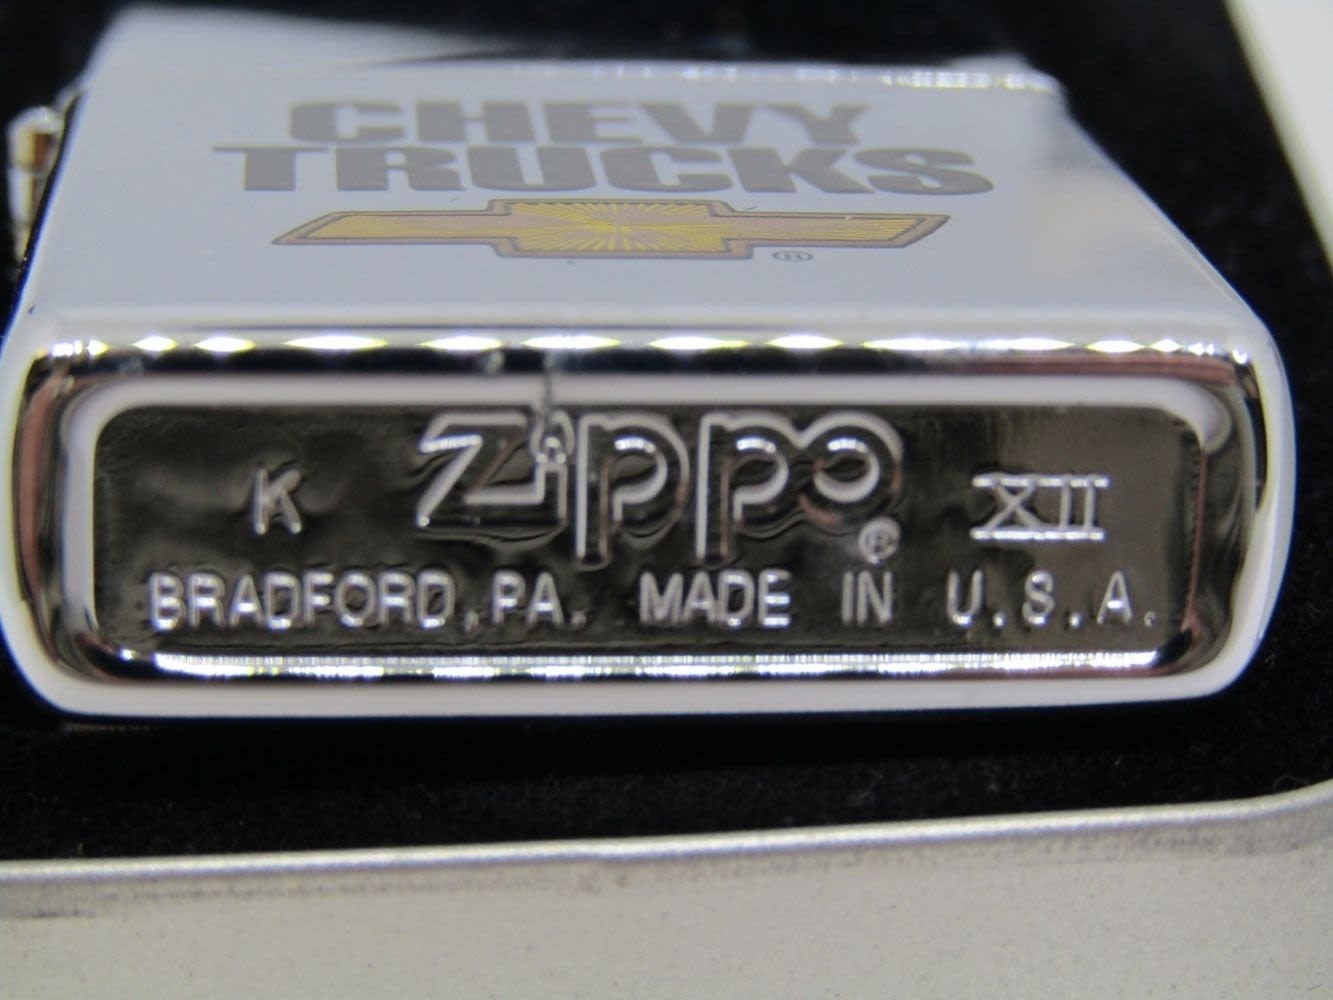 CHEVY
TRUCKS
®
K Zippo ® XII
BRADFORD, PA. MADE IN U.S.A.